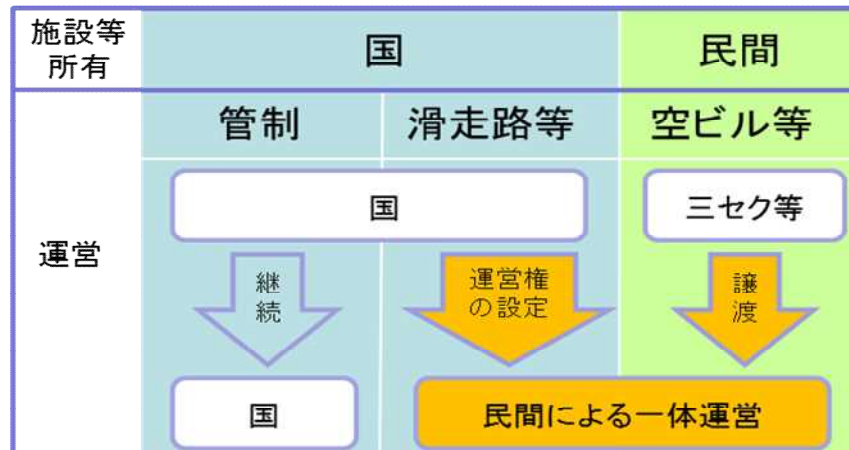 施設等
所有
国
民間
管制
滑走路等
空ビル等
運営
国
三セク等
継
続
運営権
の設定
譲
渡
国
民間による一体運営